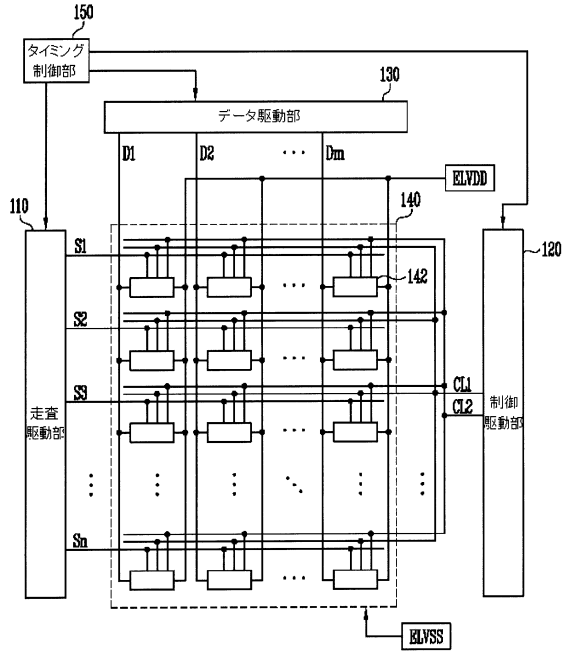 150
タイミング
制御部
130
データ駆動部
D1
D2
...
Dm
ELVDD
110
140
S1
120
142
S2
S3
CL1
CL2
走査
駆動部
制御
駆動部
Sn
ELVSS